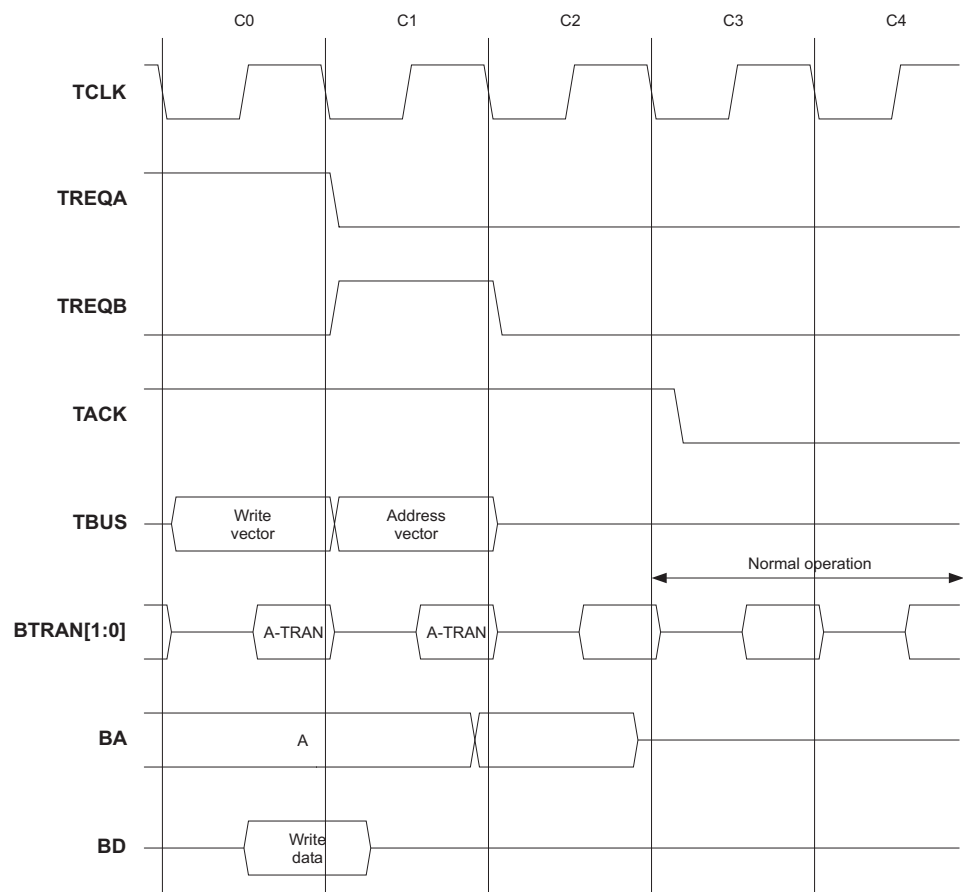 C0 C1 C2 C3 C4
TCLK
TREQA
TREQB
TACK
TBUS
Write
vector
Address
vector
Normal operation
BTRAN[1:0]
A-TRAN A-TRAN
BA
A
BD
Write
data